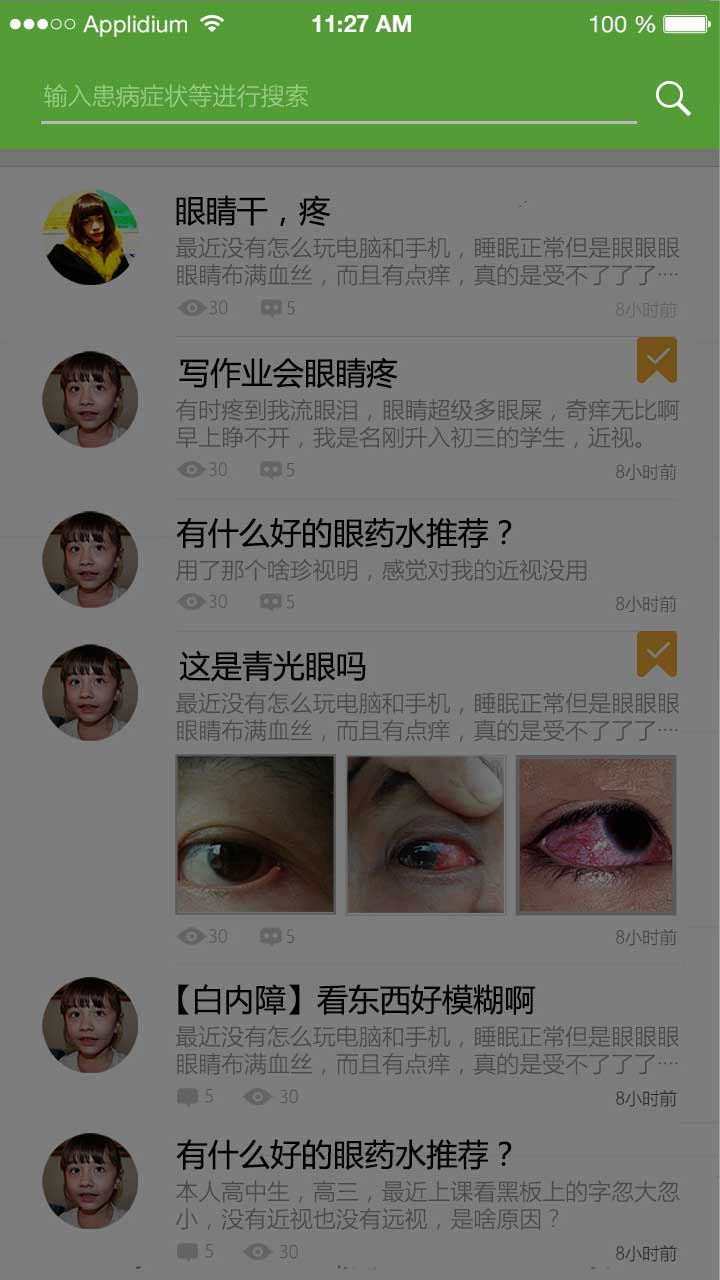 Applidium 11:27 AM 100 %
输入患病症状等进行搜索
眼睛干，疼
最近没有怎么玩电脑和手机，睡眠正常但是眼眼眼
眼睛布满血丝，而且有点痒，真的是受不了了了····
30 5 8小时前
写作业会眼睛疼
有时疼到我流眼泪，眼睛超级多眼屎，奇痒无比啊
早上睁不开，我是名刚升入初三的学生，近视。
30 5 8小时前
有什么好的眼药水推荐？
用了那个啥珍视明，感觉对我的近视没用
30 5 8小时前
这是青光眼吗
最近没有怎么玩电脑和手机，睡眠正常但是眼眼眼
眼睛布满血丝，而且有点痒，真的是受不了了了····
30 5 8小时前
【白内障】看东西好模糊啊
最近没有怎么玩电脑和手机，睡眠正常但是眼眼眼
眼睛布满血丝，而且有点痒，真的是受不了了了····
5 30 8小时前
有什么好的眼药水推荐？
本人高中生，高三，最近上课看黑板上的字忽大忽
小，没有近视也没有远视，是啥原因？
5 30 8小时前